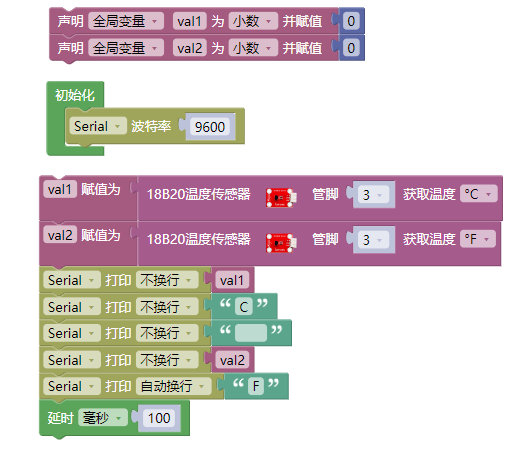 声明 全局变量 val1 为 小数 并赋值 0
声明 全局变量 val2 为 小数 并赋值 0
初始化
Serial 波特率 9600
val1 赋值为 18B20温度传感器 管脚 3 获取温度 °C
val2 赋值为 18B20温度传感器 管脚 3 获取温度 °F
Serial 打印 不换行 val1
Serial 打印 不换行 “ C ”
Serial 打印 不换行 “ ”
Serial 打印 不换行 val2
Serial 打印 自动换行 “ F ”
延时 毫秒 100